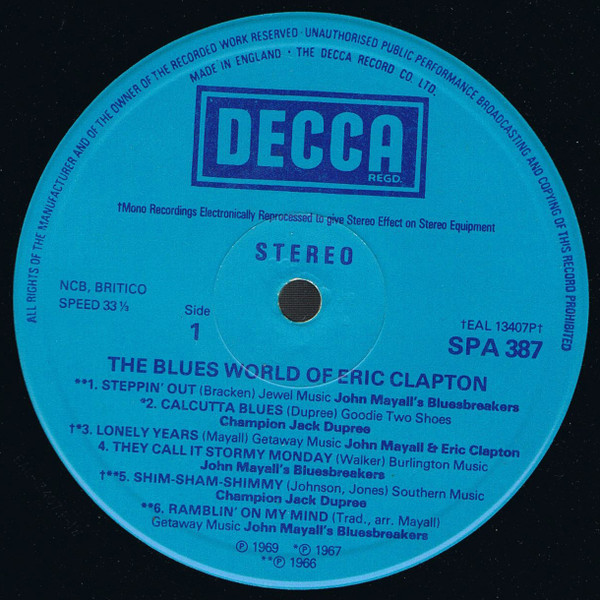 ALL RIGHTS OF THE MANUFACTURER AND OF THE OWNER OF THE RECORDED WORK RESERVED · UNAUTHORISED PUBLIC PERFORMANCE BROADCASTING AND COPYING OF THIS RECORD PROHIBITED
MADE IN ENGLAND · THE DECCA RECORD CO. LTD.
DECCA
REGD.
†Mono Recordings Electronically Reprocessed to give Stereo Effect on Stereo Equipment
STEREO
NCB, BRITICO
SPEED 33⅓
Side
1
†EAL 13407P†
SPA 387
THE BLUES WORLD OF ERIC CLAPTON
**1. STEPPIN' OUT (Bracken) Jewel Music John Mayall's Bluesbreakers
*2. CALCUTTA BLUES (Dupree) Goodie Two Shoes
Champion Jack Dupree
†*3. LONELY YEARS (Mayall) Getaway Music John Mayall & Eric Clapton
4. THEY CALL IT STORMY MONDAY (Walker) Burlington Music
John Mayall's Bluesbreakers
†**5. SHIM-SHAM-SHIMMY (Johnson, Jones) Southern Music
Champion Jack Dupree
**6. RAMBLIN' ON MY MIND (Trad., arr. Mayall)
Getaway Music John Mayall's Bluesbreakers
℗ 1969 *℗ 1967
**℗ 1966